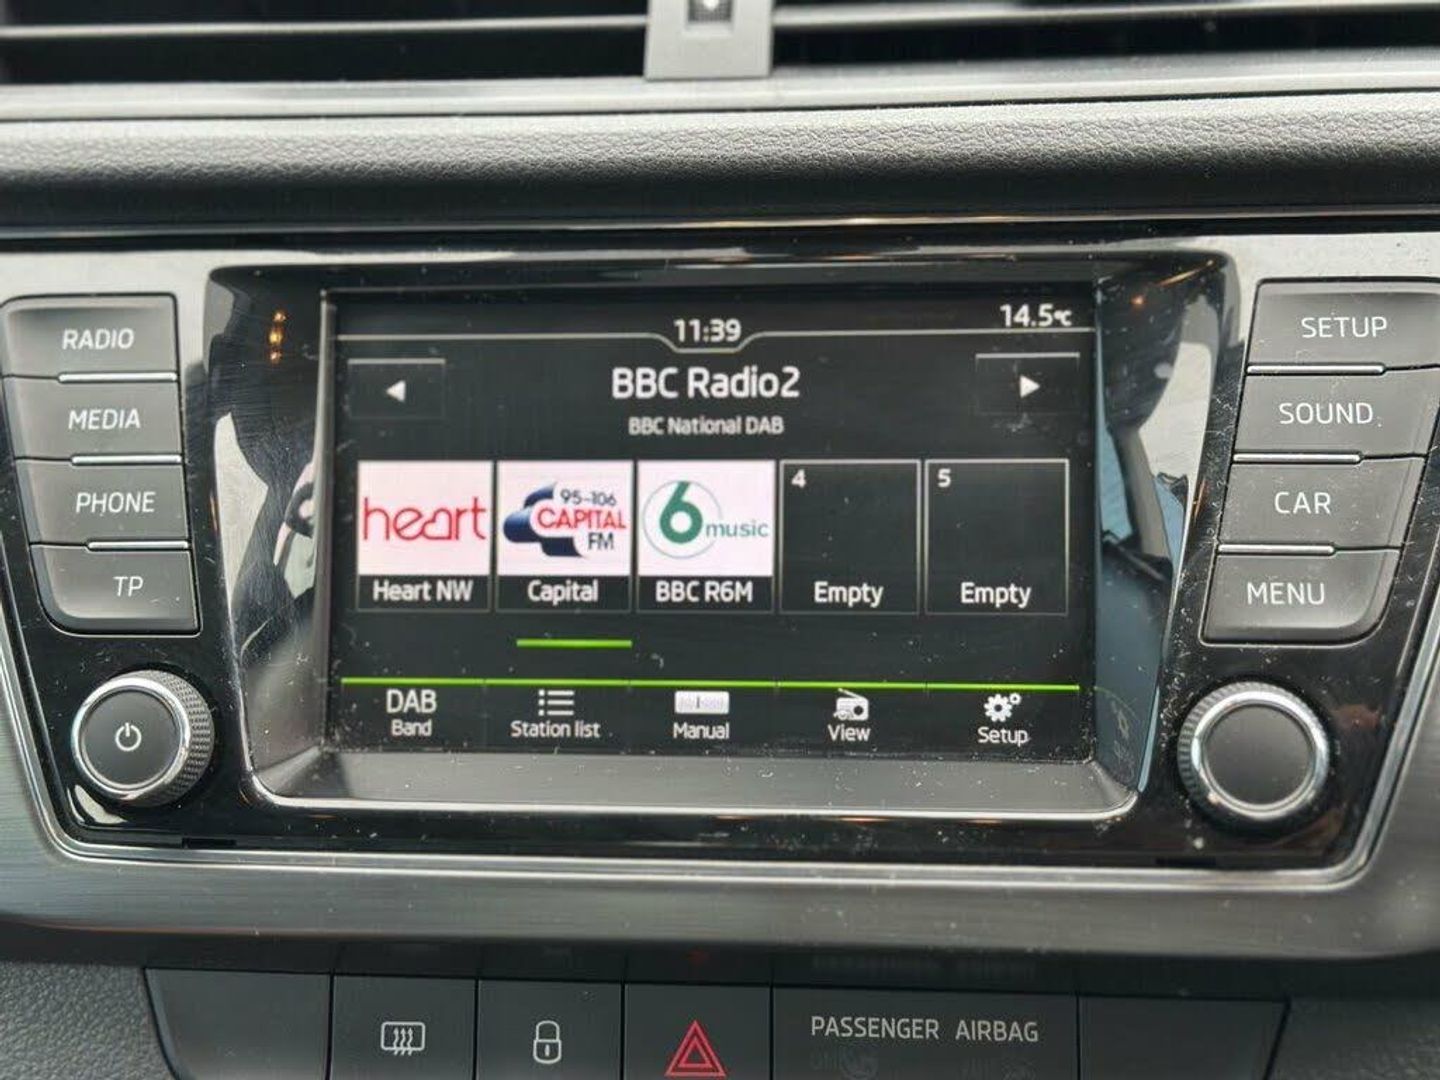 11:39
14.5°C
BBC Radio2
BBC National DAB
RADIO
MEDIA
PHONE
TP
heart
Heart NW
95-106
CAPITAL
FM
Capital
6
music
BBC R6M
4
Empty
5
Empty
DAB
Band
Station list
Manual
View
Setup
SETUP
SOUND
CAR
MENU
PASSENGER AIRBAG